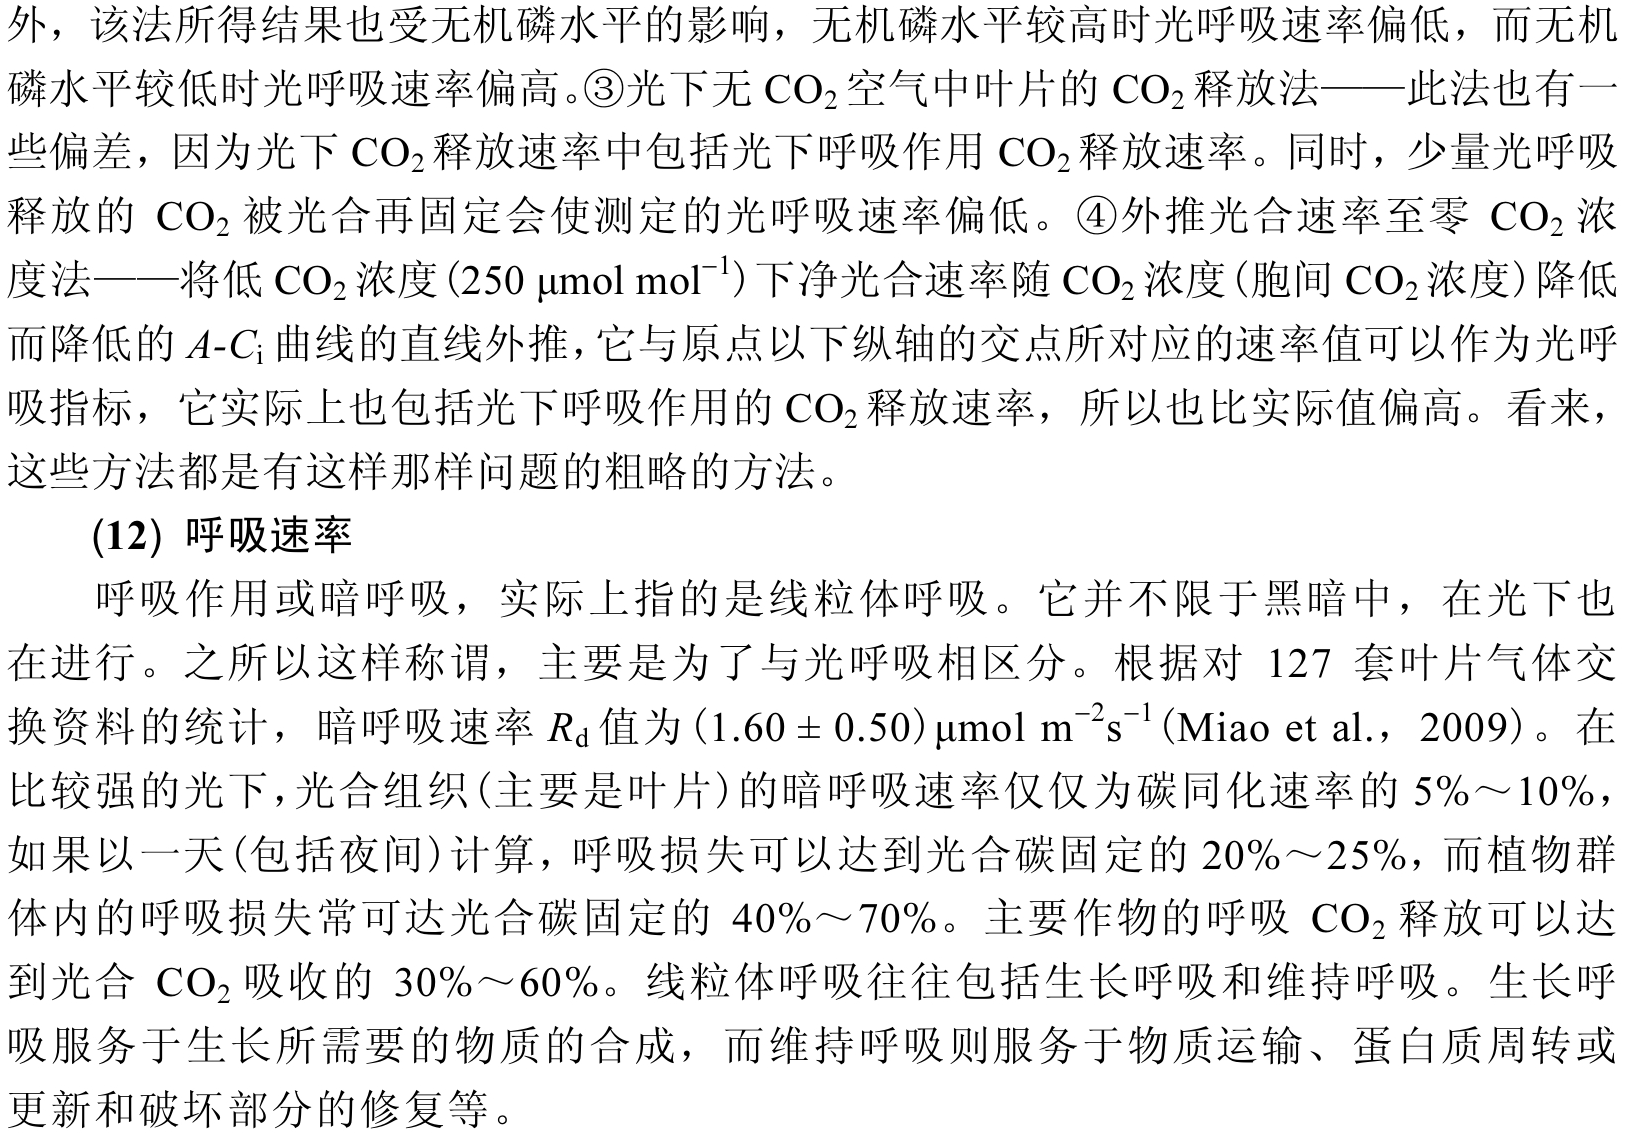 外，该法所得结果也受无机磷水平的影响，无机磷水平较高时光呼吸速率偏低，而无机
磷水平较低时光呼吸速率偏高。③光下无 CO₂ 空气中叶片的 CO₂ 释放法——此法也有一
些偏差，因为光下 CO₂ 释放速率中包括光下呼吸作用 CO₂ 释放速率。同时，少量光呼吸
释放的 CO₂ 被光合再固定会使测定的光呼吸速率偏低。④外推光合速率至零 CO₂ 浓
度法——将低 CO₂ 浓度(250 μmol mol⁻¹)下净光合速率随 CO₂ 浓度(胞间 CO₂ 浓度)降低
而降低的 A-Cᵢ 曲线的直线外推，它与原点以下纵轴的交点所对应的速率值可以作为光呼
吸指标，它实际上也包括光下呼吸作用的 CO₂ 释放速率，所以也比实际值偏高。看来，
这些方法都是有这样那样问题的粗略的方法。
(12) 呼吸速率
呼吸作用或暗呼吸，实际上指的是线粒体呼吸。它并不限于黑暗中，在光下也
在进行。之所以这样称谓，主要是为了与光呼吸相区分。根据对 127 套叶片气体交
换资料的统计，暗呼吸速率 Rd 值为(1.60 ± 0.50)μmol m⁻²s⁻¹(Miao et al.，2009)。在
比较强的光下，光合组织(主要是叶片)的暗呼吸速率仅仅为碳同化速率的 5%～10%，
如果以一天(包括夜间)计算，呼吸损失可以达到光合碳固定的 20%～25%，而植物群
体内的呼吸损失常可达光合碳固定的 40%～70%。主要作物的呼吸 CO₂ 释放可以达
到光合 CO₂ 吸收的 30%～60%。线粒体呼吸往往包括生长呼吸和维持呼吸。生长呼
吸服务于生长所需要的物质的合成，而维持呼吸则服务于物质运输、蛋白质周转或
更新和破坏部分的修复等。